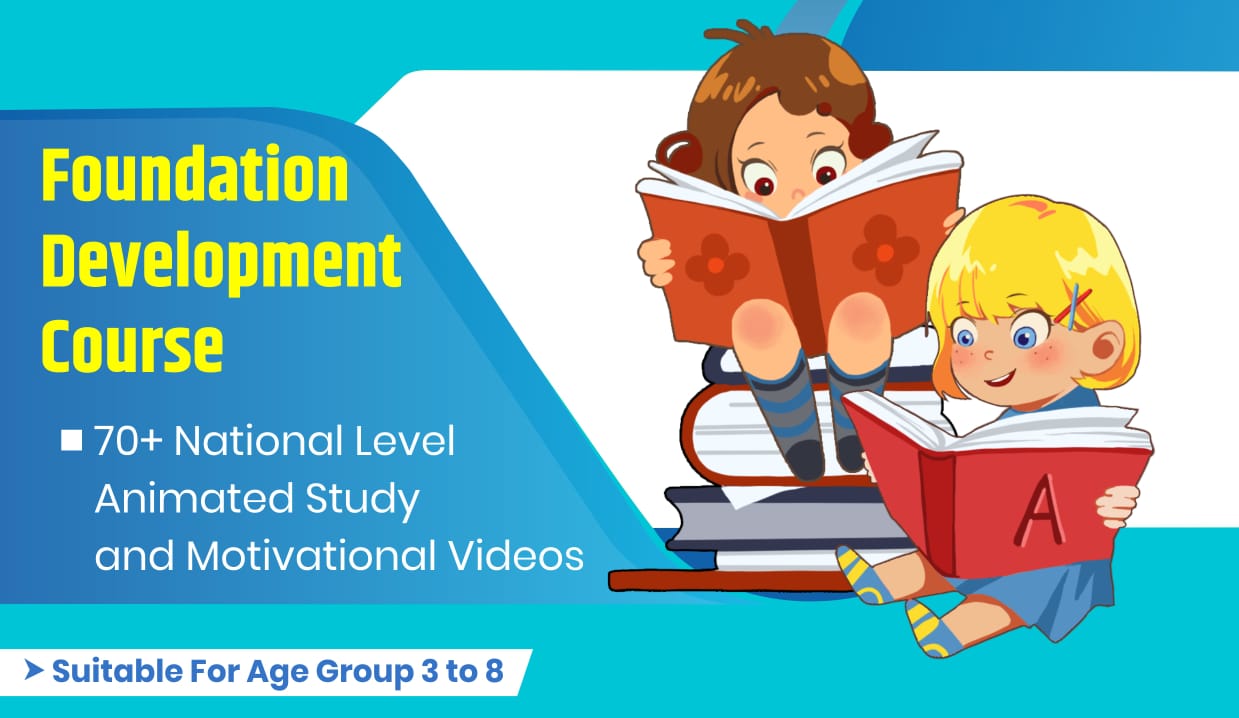 Foundation
Development
Course
70+ National Level
Animated Study
and Motivational Videos
Suitable For Age Group 3 to 8
A